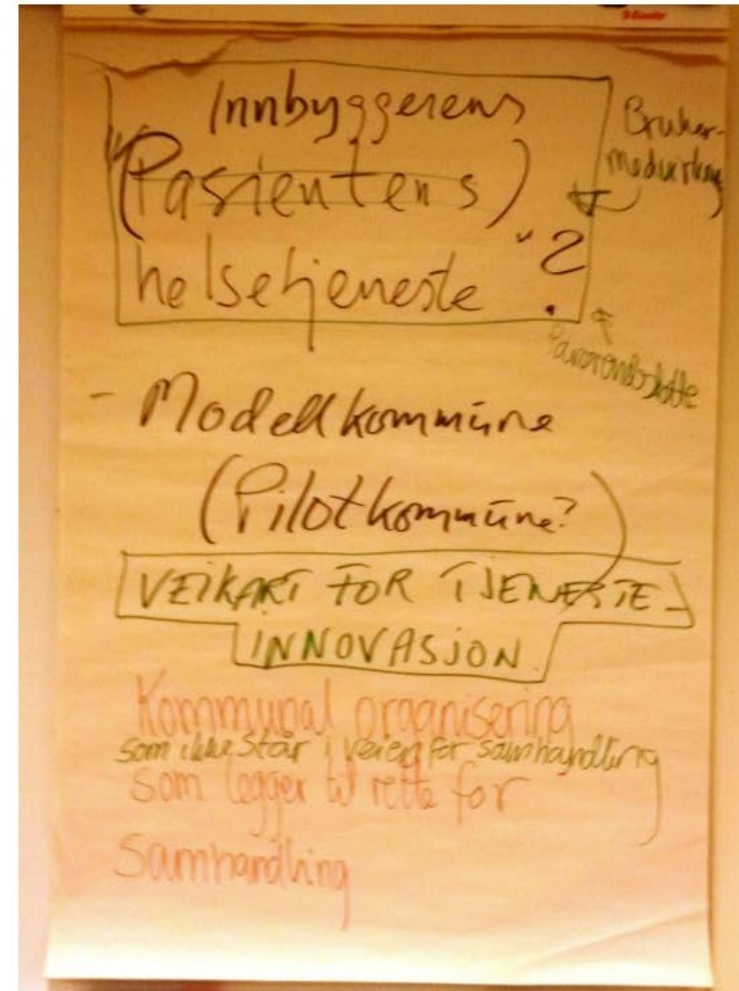 Innbyggerens
"(Pasientens)
helsetjeneste" ?
Bruker-
medvirkning
Pårørendestøtte
- Modellkommune
(Pilotkommune?)
VEIKART FOR TJENESTE-
INNOVASJON
Kommunal organisering
som ikke står i veien for samhandling
som legger til rette for
samhandling